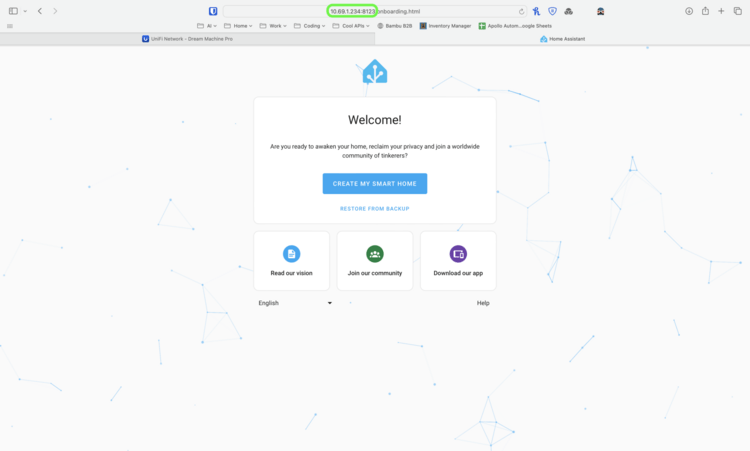 10.69.1.234:8123/onboarding.html
AI
Home
Work
Coding
Cool APIs
Bambu B2B
Inventory Manager
Apollo Autom...oogle Sheets
UniFi Network - Dream Machine Pro
Home Assistant
Welcome!
Are you ready to awaken your home, reclaim your privacy and join a worldwide
community of tinkerers?
CREATE MY SMART HOME
RESTORE FROM BACKUP
Read our vision
Join our community
Download our app
English
Help